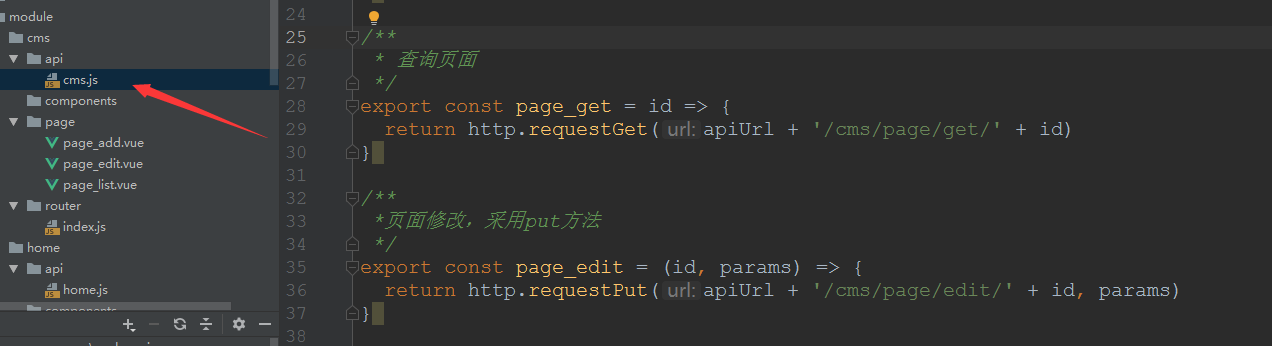 module
cms
api
cms.js
components
page
page_add.vue
page_edit.vue
page_list.vue
router
index.js
home
api
home.js
24
25 /**
26 * 查询页面
27 */
28 export const page_get = id => {
29 return http.requestGet( url: apiUrl + '/cms/page/get/' + id)
30 }
31
32 /**
33 *页面修改，采用put方法
34 */
35 export const page_edit = (id, params) => {
36 return http.requestPut( url: apiUrl + '/cms/page/edit/' + id, params)
37 }
38